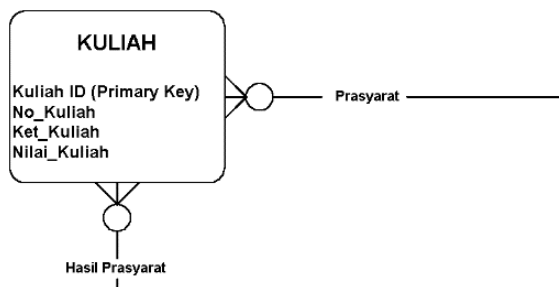 KULIAH
Kuliah ID (Primary Key)
No_Kuliah
Ket_Kuliah
Nilai_Kuliah
Prasyarat
Hasil Prasyarat